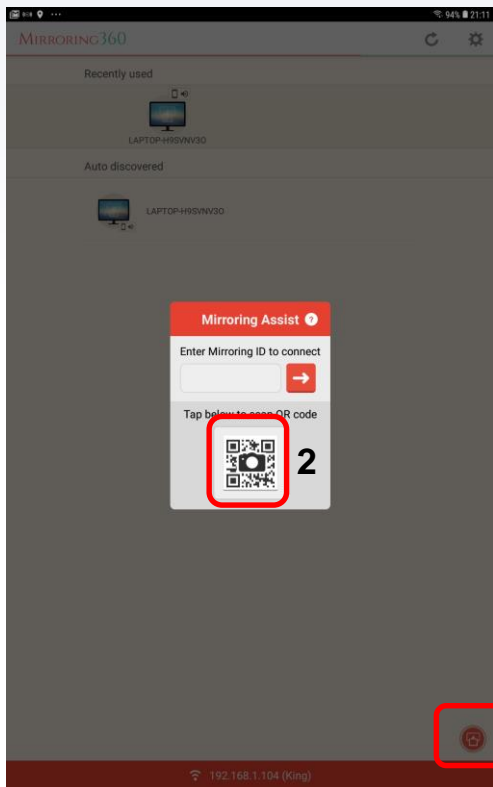 94% 21:11
MIRRORING360
Recently used
LAPTOP-H9SVNV3O
Auto discovered
LAPTOP-H9SVNV3O
Mirroring Assist ?
Enter Mirroring ID to connect
Tap below to scan QR code
2
192.168.1.104 (King)